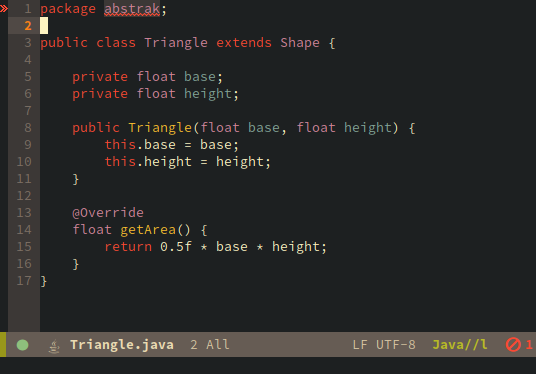 1 package abstrak;
2
3 public class Triangle extends Shape {
4
5     private float base;
6     private float height;
7
8     public Triangle(float base, float height) {
9         this.base = base;
10         this.height = height;
11     }
12
13     @Override
14     float getArea() {
15         return 0.5f * base * height;
16     }
17 }
Triangle.java 2 All LF UTF-8 Java//l 1